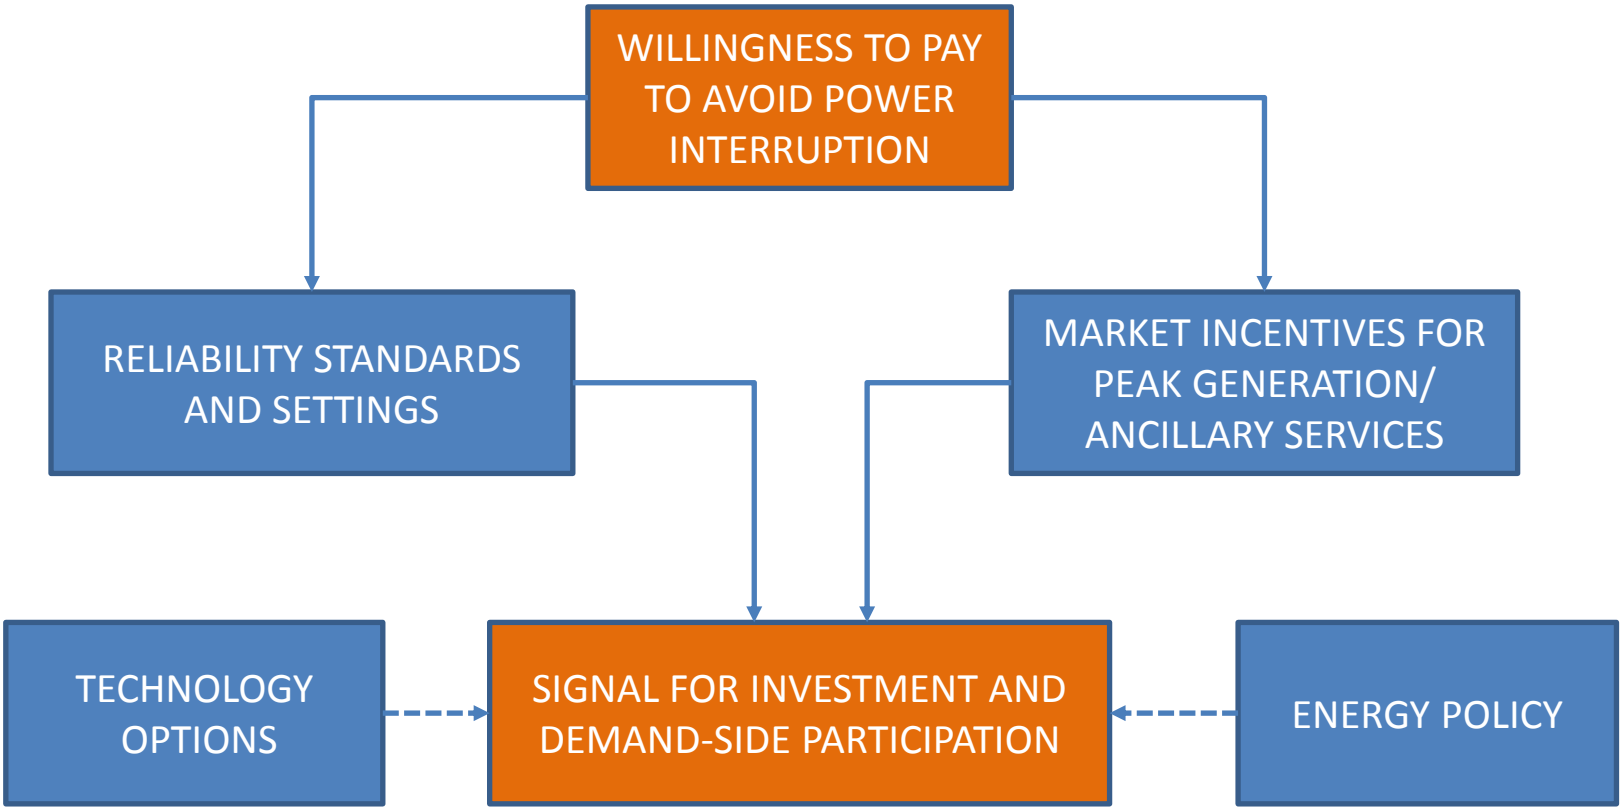 WILLINGNESS TO PAY
TO AVOID POWER
INTERRUPTION
RELIABILITY STANDARDS
AND SETTINGS
MARKET INCENTIVES FOR
PEAK GENERATION/
ANCILLARY SERVICES
TECHNOLOGY
OPTIONS
SIGNAL FOR INVESTMENT AND
DEMAND-SIDE PARTICIPATION
ENERGY POLICY